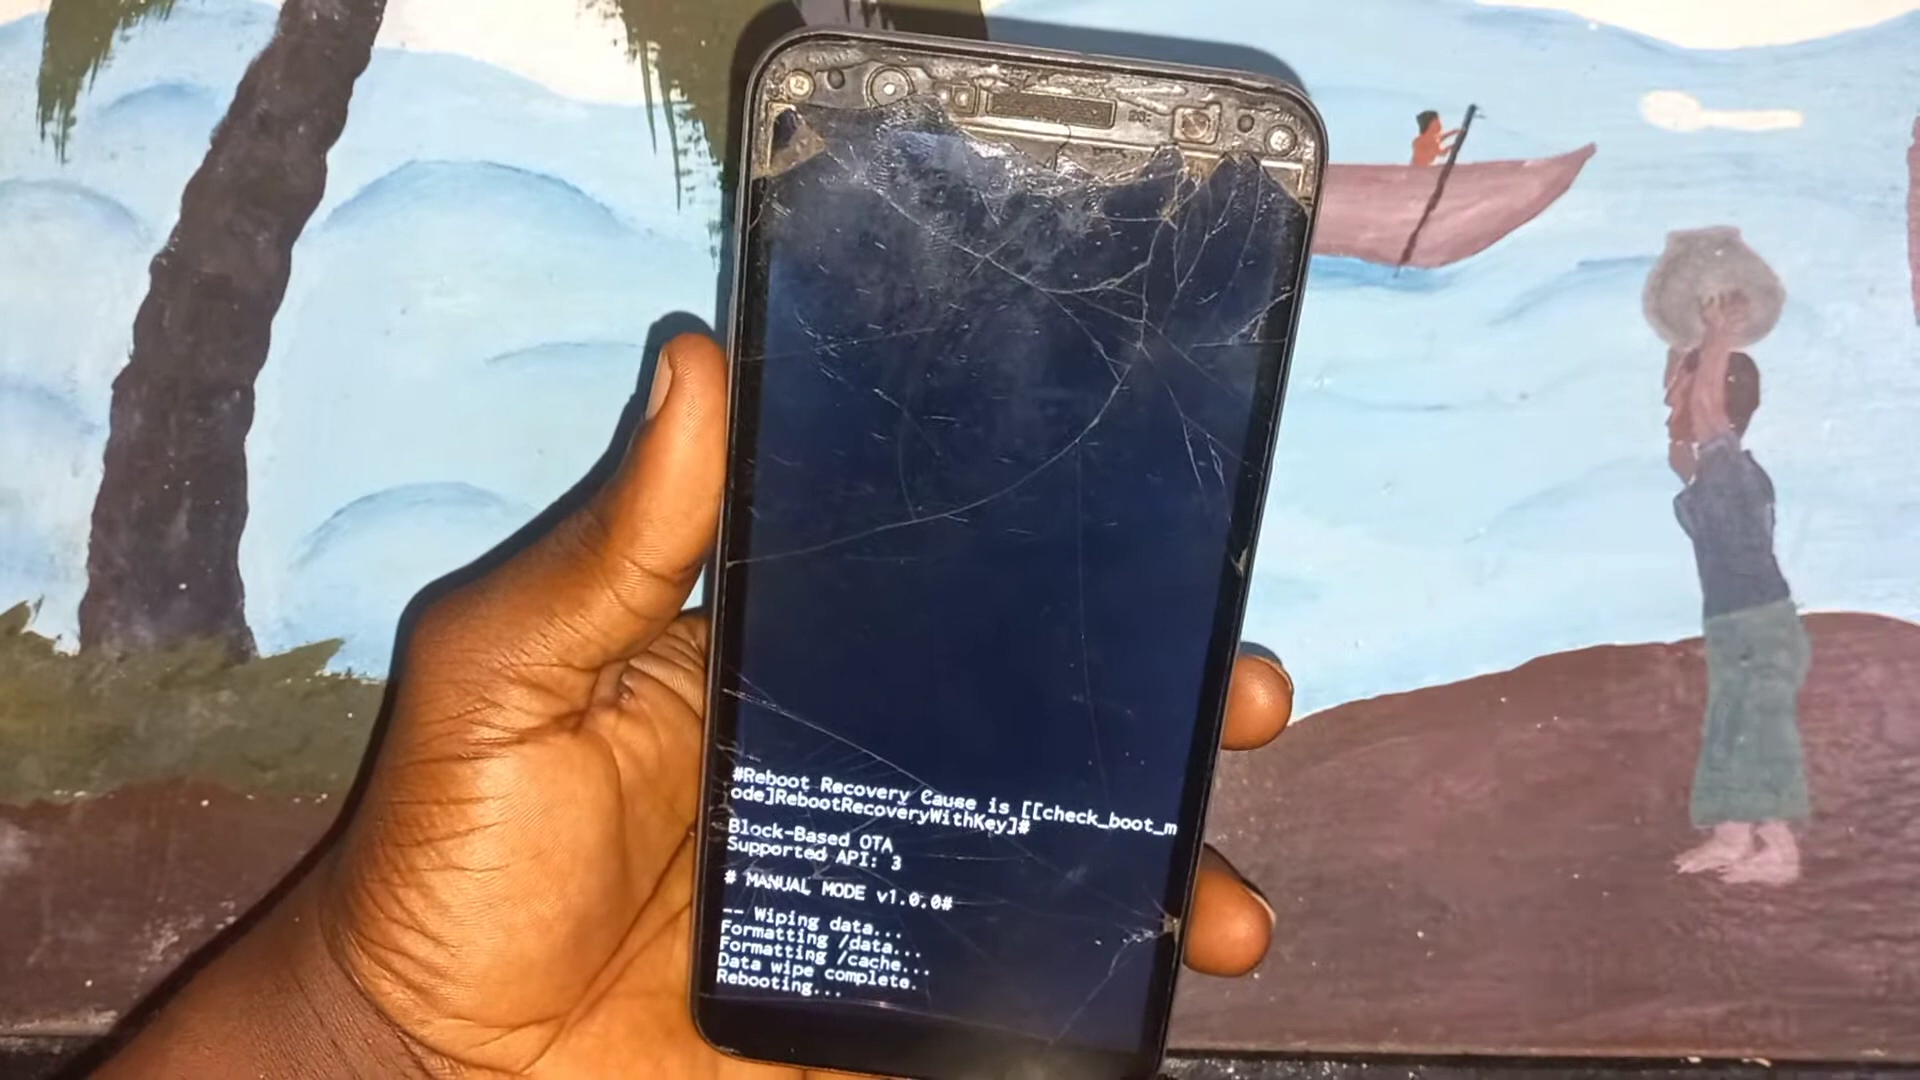 #Reboot Recovery Cause is [[check_boot_m
ode]RebootRecoveryWithKey]#
Block-Based OTA
Supported API: 3
# MANUAL MODE v1.0.0#
-- Wiping data...
Formatting /data...
Formatting /cache...
Data wipe complete.
Rebooting...